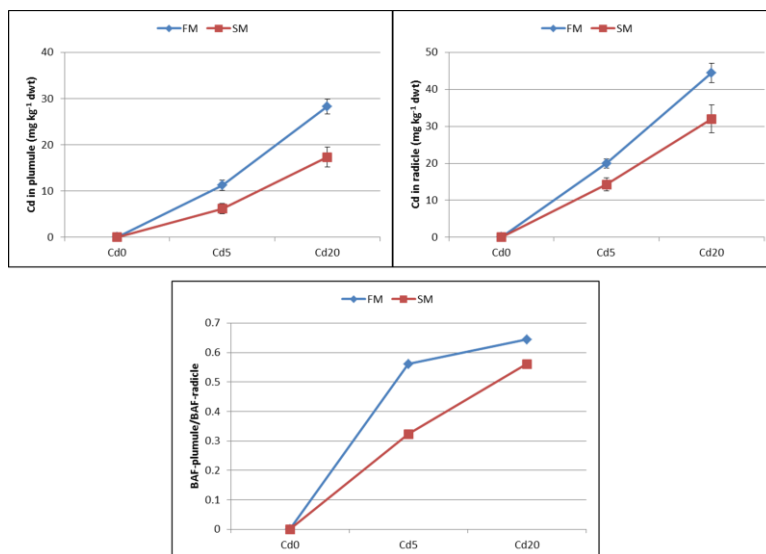 FM SM
Cd in plumule (mg kg⁻¹ dwt)
40
30
20
10
0
Cd0 Cd5 Cd20
FM SM
Cd in radicle (mg kg⁻¹ dwt)
50
40
30
20
10
0
Cd0 Cd5 Cd20
FM SM
BAF-plumule/BAF-radicle
0.7
0.6
0.5
0.4
0.3
0.2
0.1
0
Cd0 Cd5 Cd20